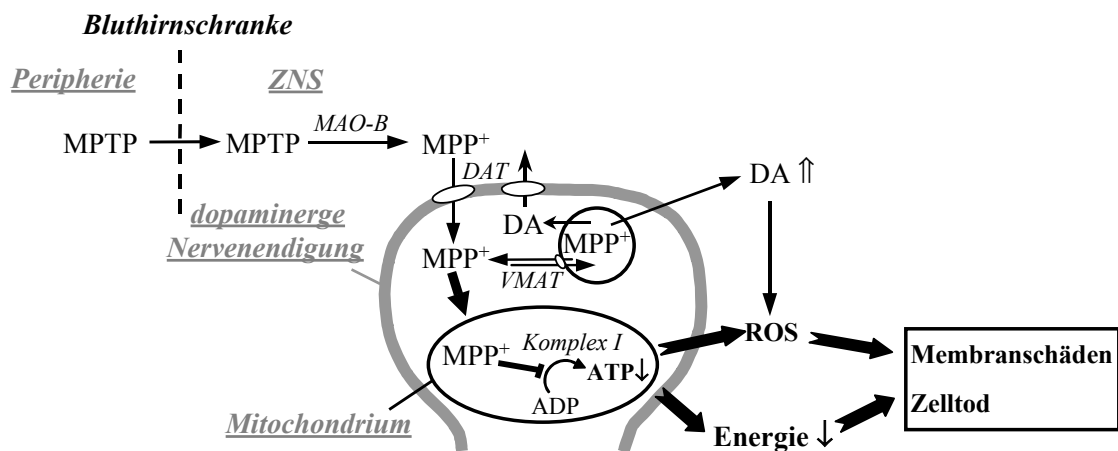 Bluthirnschranke
Peripherie
ZNS
MPTP
MPTP
MAO-B
MPP⁺
DAT
DA ⇑
dopaminerge
Nervenendigung
DA
MPP⁺
MPP⁺
VMAT
Komplex I
MPP⁺
ATP↓
ADP
ROS
Membranschäden
Zelltod
Mitochondrium
Energie ↓